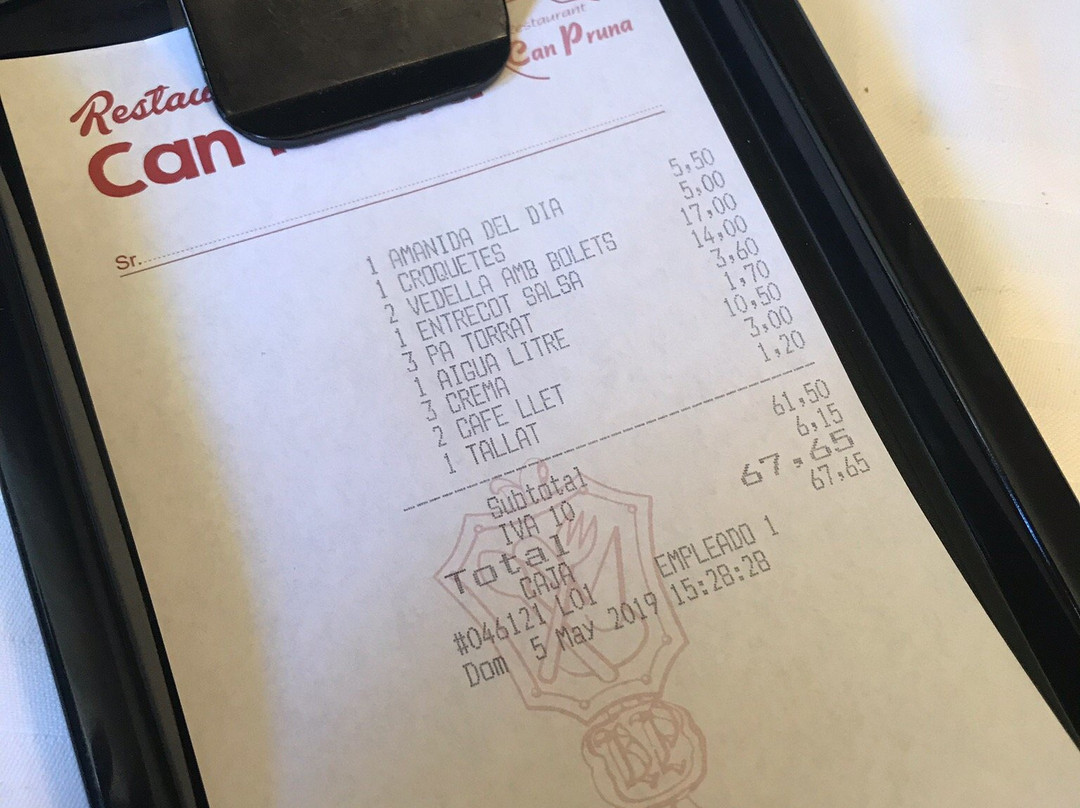 Restau
Can
estaurant
Can Pruna
Sr.
1 AMANIDA DEL DIA 5,50
1 CROQUETES 5,00
2 VEDELLA AMB BOLETS 17,00
1 ENTRECOT SALSA 14,00
3 PA TORRAT 3,60
1 AIGUA LITRE 1,70
3 CREMA 10,50
2 CAFE LLET 3,00
1 TALLAT 1,20
Subtotal 61,50
IVA 10 6,15
Total 67,65
CAJA 67,65
#046121 L01 EMPLEADO 1
Dom 5 May 2019 15:28:28